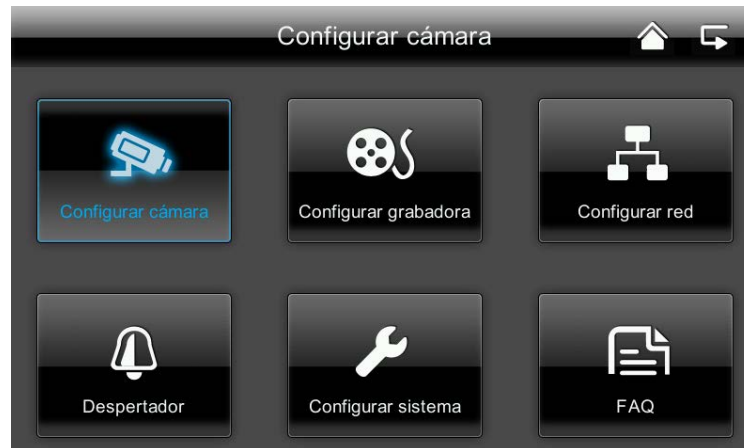 Configurar cámara
Configurar cámara
Configurar grabadora
Configurar red
Despertador
Configurar sistema
FAQ